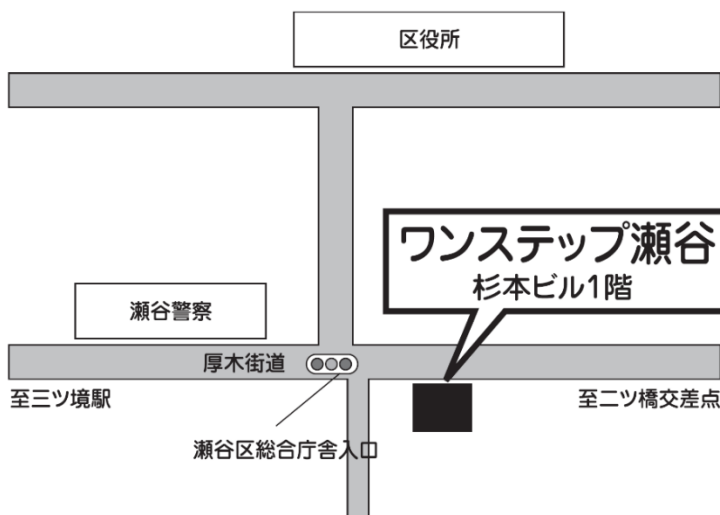 区役所
ワンステップ瀬谷
杉本ビル1階
瀬谷警察
厚木街道
至三ツ境駅
至二ツ橋交差点
瀬谷区総合庁舎入口